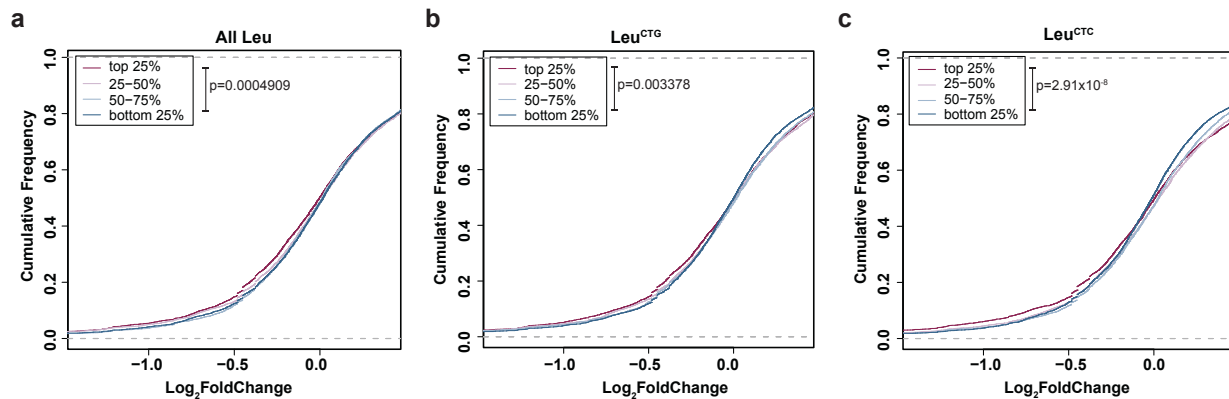 a
All Leu
Cumulative Frequency
1.0
0.8
0.6
0.4
0.2
0.0
top 25%
25−50%
50−75%
bottom 25%
p=0.0004909
−1.0
−0.5
0.0
Log₂FoldChange
b
Leuᶜᵀᴳ
Cumulative Frequency
1.0
0.8
0.6
0.4
0.2
0.0
top 25%
25−50%
50−75%
bottom 25%
p=0.003378
−1.0
−0.5
0.0
Log₂FoldChange
c
Leuᶜᵀᶜ
Cumulative Frequency
1.0
0.8
0.6
0.4
0.2
0.0
top 25%
25−50%
50−75%
bottom 25%
p=2.91x10⁻⁸
−1.0
−0.5
0.0
Log₂FoldChange